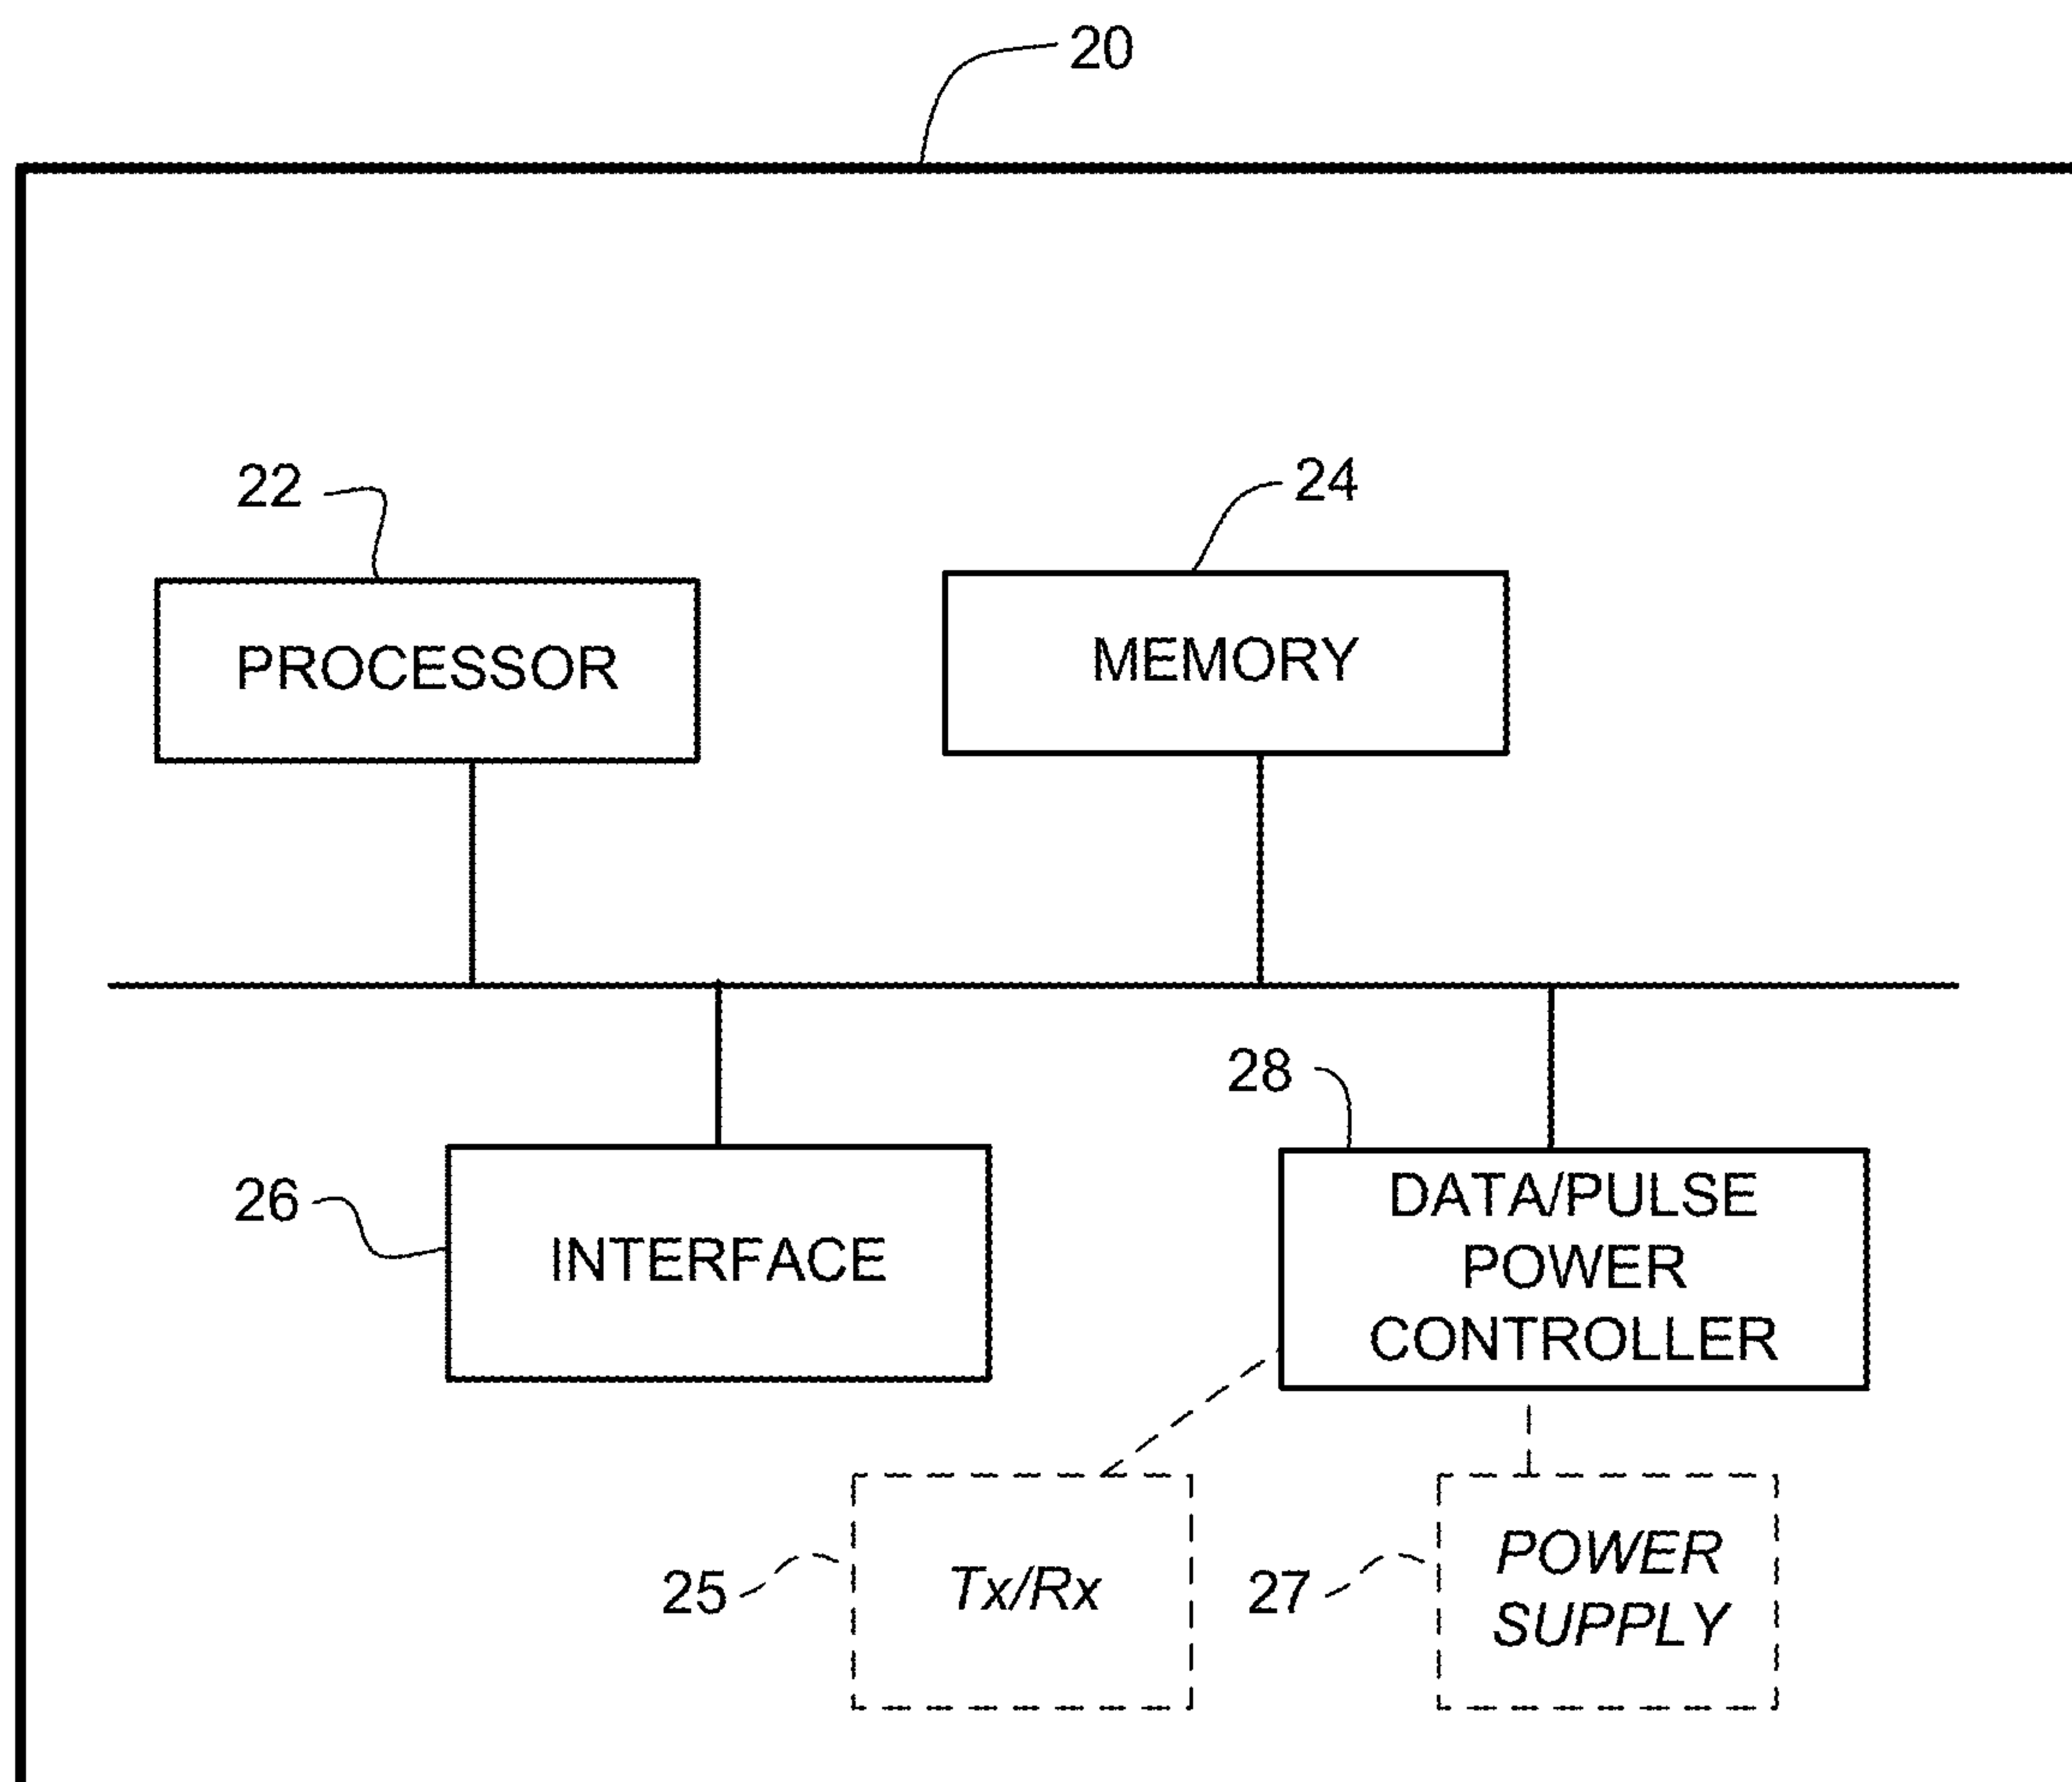 20
22
24
PROCESSOR
MEMORY
28
26
INTERFACE
DATA/PULSE
POWER
CONTROLLER
25
Tx/Rx
27
POWER
SUPPLY